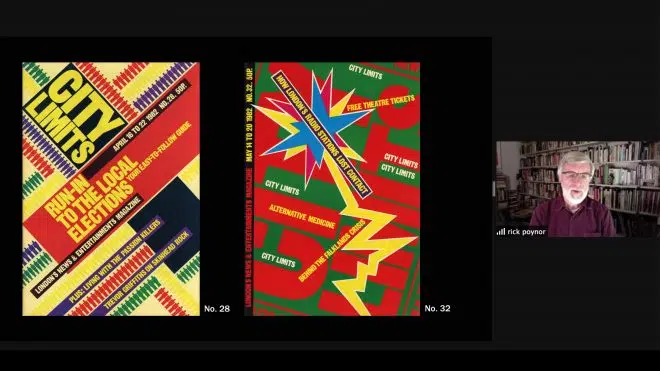 CITY
LIMITS
APRIL 16 TO 22 1982 NO. 28. 50P.
RUN-IN
TO THE LOCAL
ELECTIONS
YOUR EASY-TO-FOLLOW GUIDE
LONDON'S NEWS & ENTERTAINMENTS MAGAZINE
PLUS: LIVING WITH THE PASSION KILLERS
TREVOR GRIFFITHS ON SKINHEAD ROCK
No. 28
LONDON'S NEWS & ENTERTAINMENTS MAGAZINE MAY 14 TO 20 1982 NO. 32. 50P.
CITY LIMITS
HOW LONDON'S RADIO STATIONS LOST CONTACT
FREE THEATRE TICKETS
CITY LIMITS
CITY LIMITS
CITY LIMITS
ALTERNATIVE MEDICINE
BEHIND THE FALKLANDS CRISIS
CITY LIMITS
No. 32
rick poynor